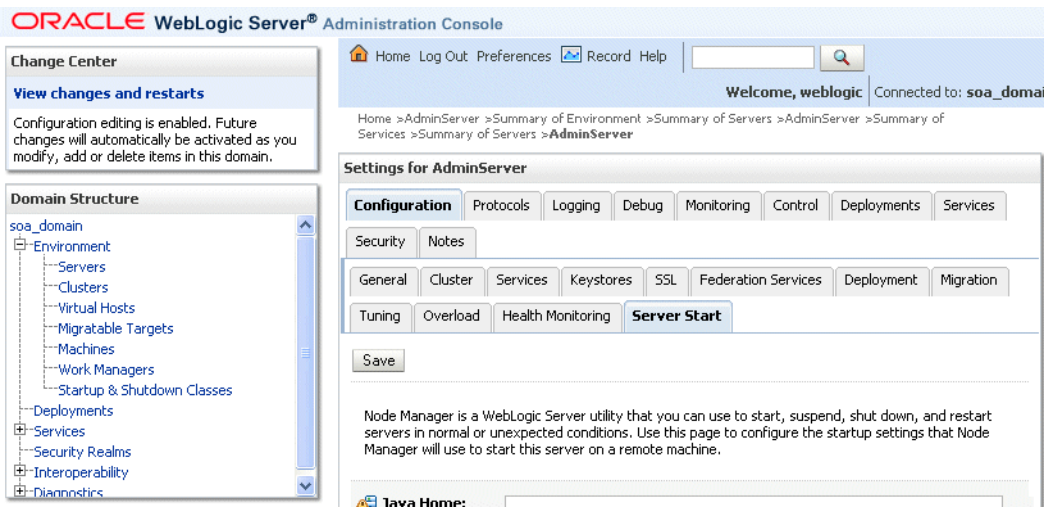 ORACLE WebLogic Server® Administration Console
Change Center
View changes and restarts
Configuration editing is enabled. Future
changes will automatically be activated as you
modify, add or delete items in this domain.
Domain Structure
soa_domain
Environment
Servers
Clusters
Virtual Hosts
Migratable Targets
Machines
Work Managers
Startup & Shutdown Classes
Deployments
Services
Security Realms
Interoperability
Diagnostics
Home Log Out Preferences Record Help
Welcome, weblogic Connected to: soa_domai
Home >AdminServer >Summary of Environment >Summary of Servers >AdminServer >Summary of
Services >Summary of Servers >AdminServer
Settings for AdminServer
Configuration Protocols Logging Debug Monitoring Control Deployments Services
Security Notes
General Cluster Services Keystores SSL Federation Services Deployment Migration
Tuning Overload Health Monitoring Server Start
Save
Node Manager is a WebLogic Server utility that you can use to start, suspend, shut down, and restart
servers in normal or unexpected conditions. Use this page to configure the startup settings that Node
Manager will use to start this server on a remote machine.
Java Home: